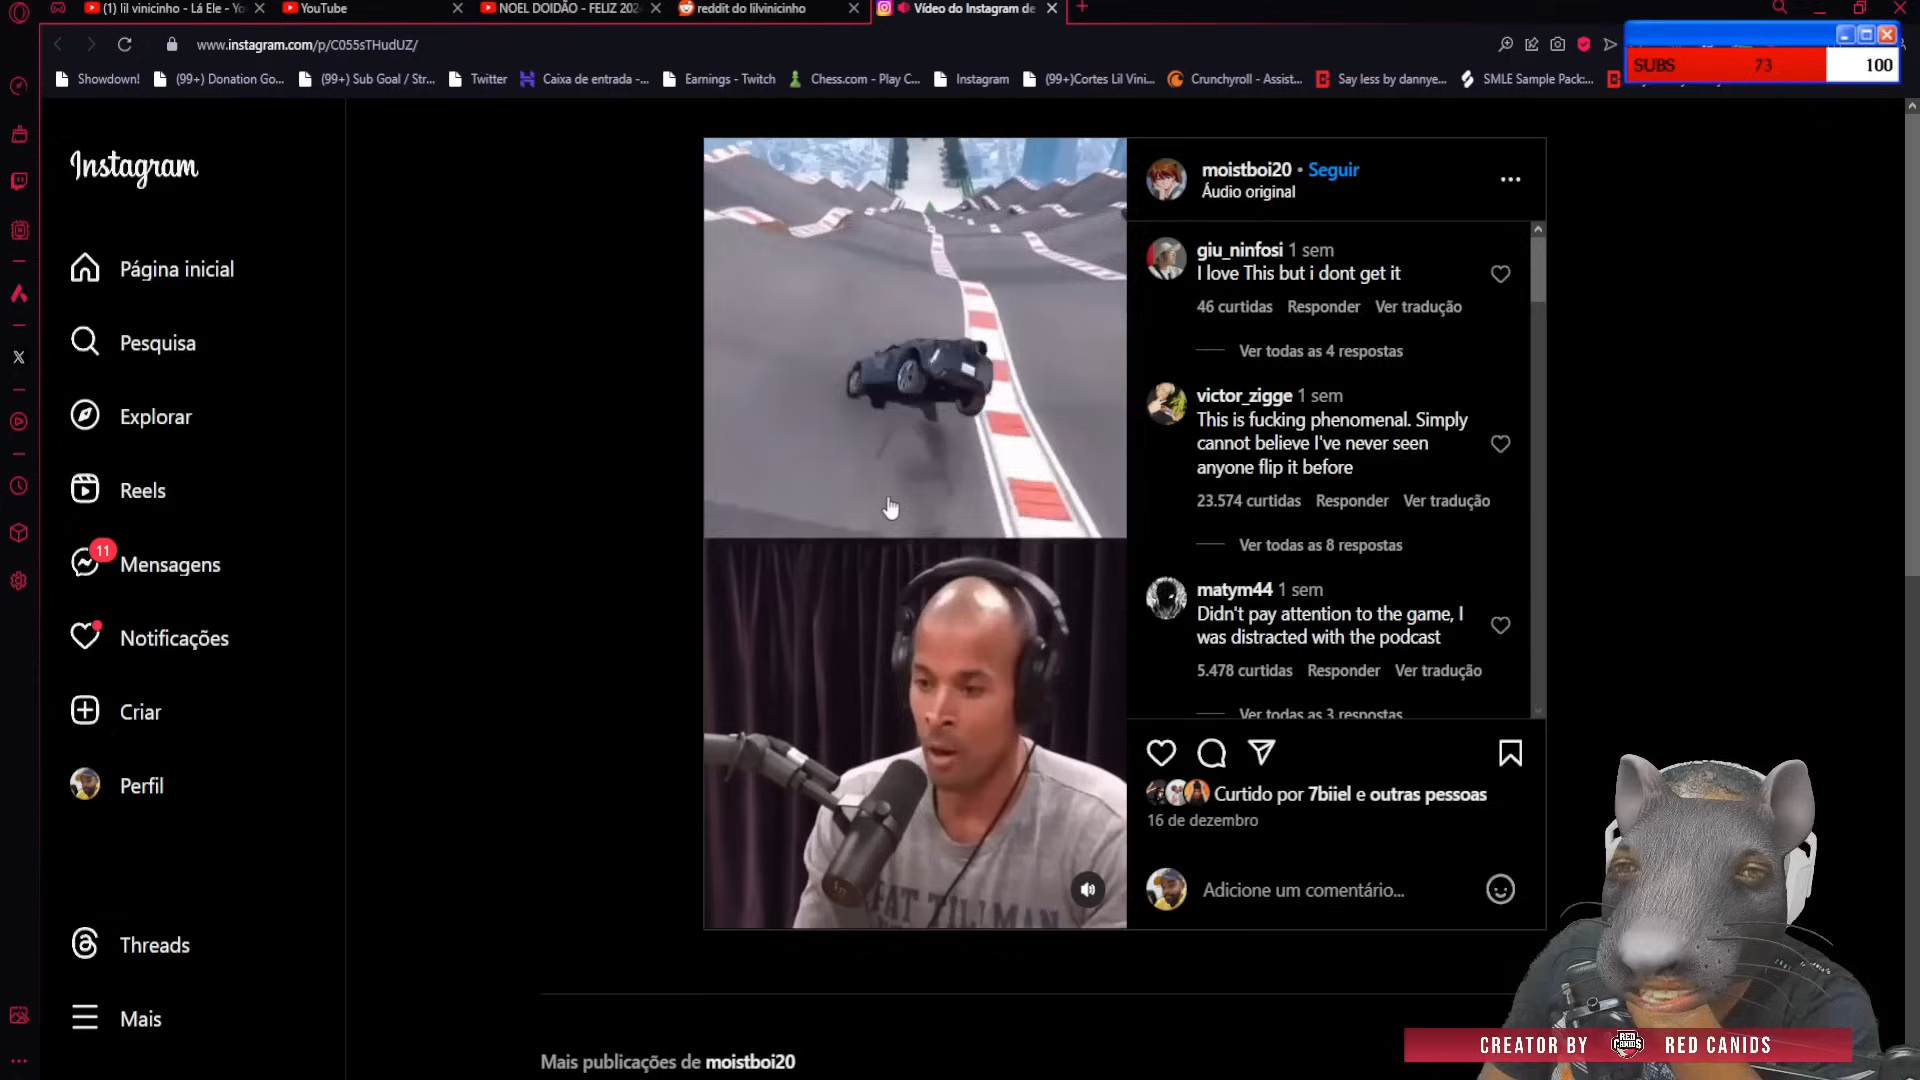 (1) lil vinicinho - Lá Ele - Yo
YouTube
NOEL DOIDÃO - FELIZ 202
reddit do lilvinicinho
Vídeo do Instagram de
www.instagram.com/p/C055sTHudUZ/
SUBS 73 100
Showdown!
(99+) Donation Go...
(99+) Sub Goal / Str...
Twitter
Caixa de entrada -...
Earnings - Twitch
Chess.com - Play C...
Instagram
(99+)Cortes Lil Vini...
Crunchyroll - Assist...
Say less by dannye...
SMLE Sample Pack:...
Instagram
Página inicial
Pesquisa
Explorar
Reels
11
Mensagens
Notificações
Criar
Perfil
Threads
Mais
moistboi20 • Seguir
Áudio original
giu_ninfosi 1 sem
I love This but i dont get it
46 curtidas Responder Ver tradução
Ver todas as 4 respostas
victor_zigge 1 sem
This is fucking phenomenal. Simply
cannot believe I've never seen
anyone flip it before
23.574 curtidas Responder Ver tradução
Ver todas as 8 respostas
matym44 1 sem
Didn't pay attention to the game, I
was distracted with the podcast
5.478 curtidas Responder Ver tradução
Ver todas as 3 respostas
Curtido por 7biiel e outras pessoas
16 de dezembro
Adicione um comentário...
PAT TILLMAN
Mais publicações de moistboi20
CREATOR BY RED CANIDS RED CANIDS